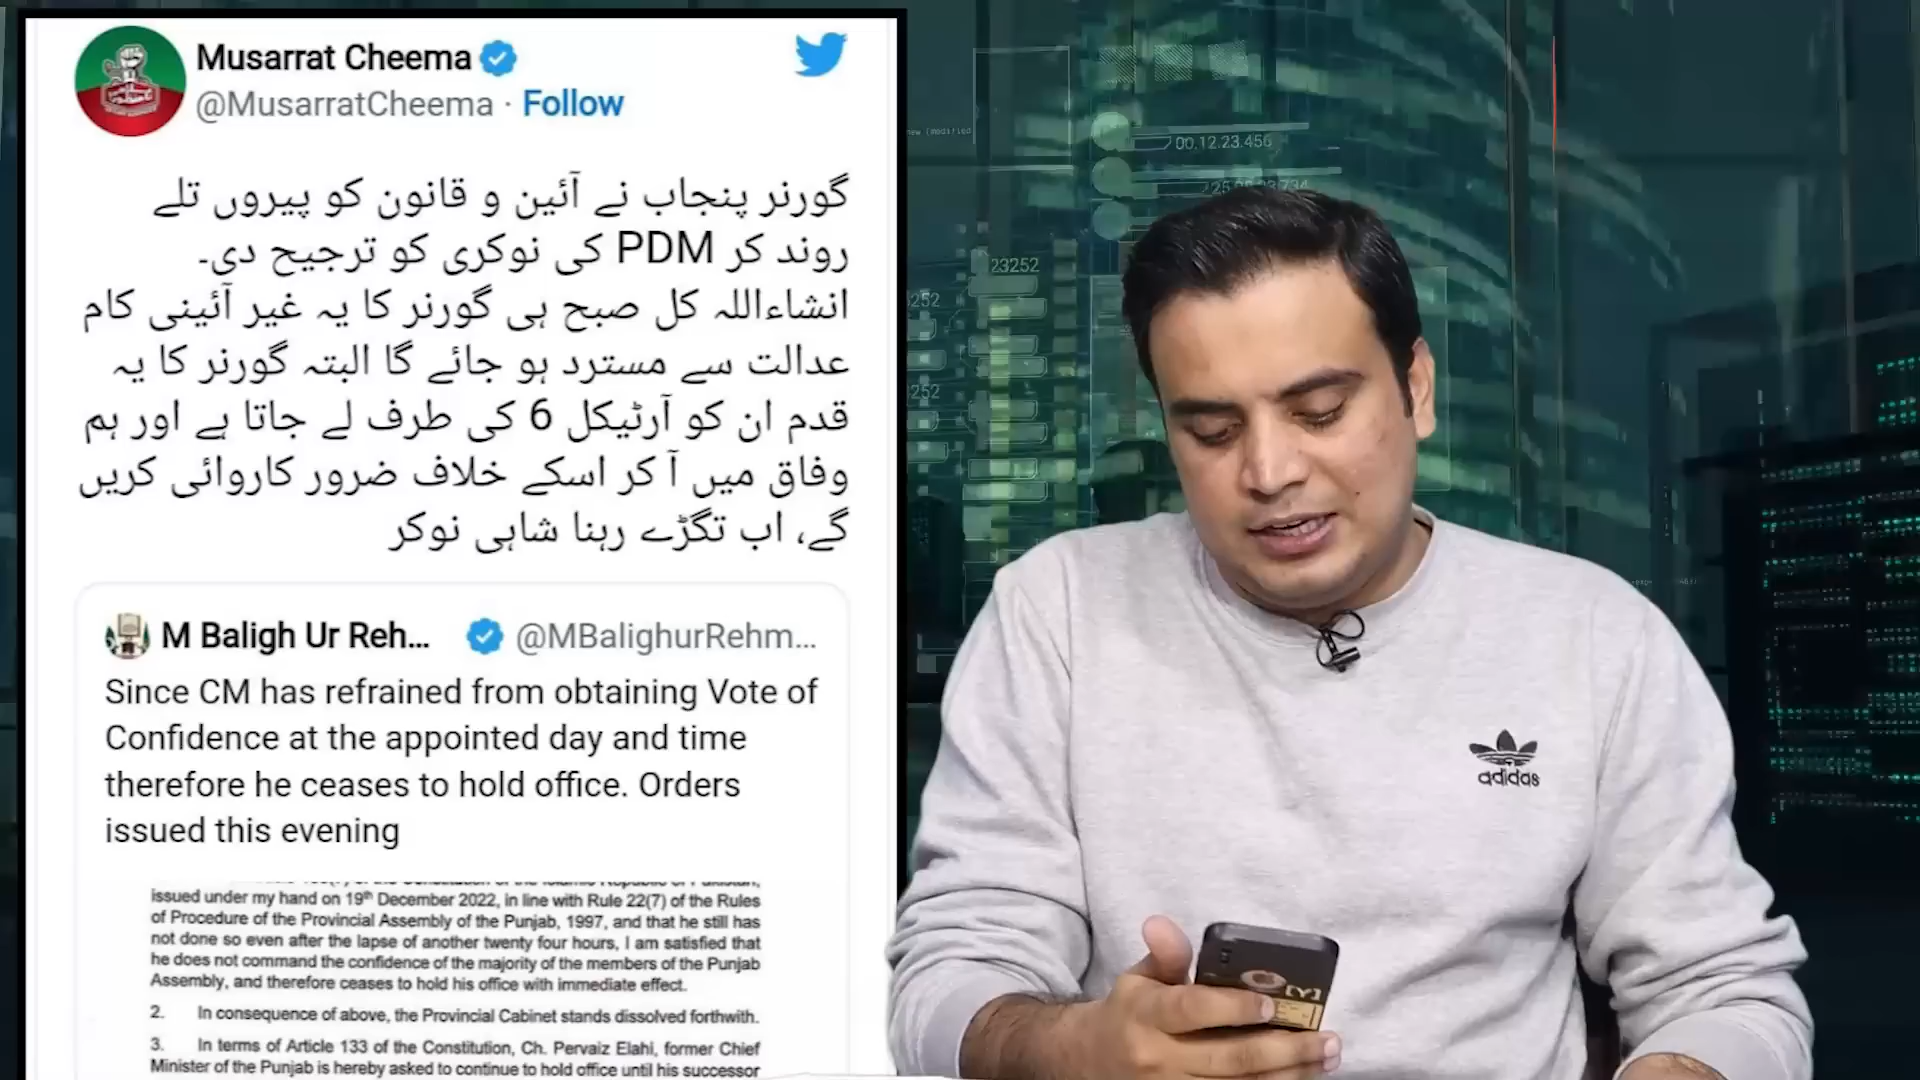 Musarrat Cheema
@MusarratCheema · Follow
گورنر پنجاب نے آئین و قانون کو پیروں تلے
روند کر PDM کی نوکری کو ترجیح دی۔
انشاءاللہ کل صبح ہی گورنر کا یہ غیر آئینی کام
عدالت سے مسترد ہو جائے گا البتہ گورنر کا یہ
قدم ان کو آرٹیکل 6 کی طرف لے جاتا ہے اور ہم
وفاق میں آ کر اسکے خلاف ضرور کاروائی کریں
گے، اب تگڑے رہنا شاہی نوکر
M Baligh Ur Reh... @MBalighurRehm...
Since CM has refrained from obtaining Vote of
Confidence at the appointed day and time
therefore he ceases to hold office. Orders
issued this evening
issued under my hand on 19th December 2022, in line with Rule 22(7) of the Rules
of Procedure of the Provincial Assembly of the Punjab, 1997, and that he still has
not done so even after the lapse of another twenty four hours, I am satisfied that
he does not command the confidence of the majority of the members of the Punjab
Assembly, and therefore ceases to hold his office with immediate effect.
2. In consequence of above, the Provincial Cabinet stands dissolved forthwith.
3. In terms of Article 133 of the Constitution, Ch. Pervaiz Elahi, former Chief
Minister of the Punjab is hereby asked to continue to hold office until his successor
00.12.23.456
23252
252
252
adidas